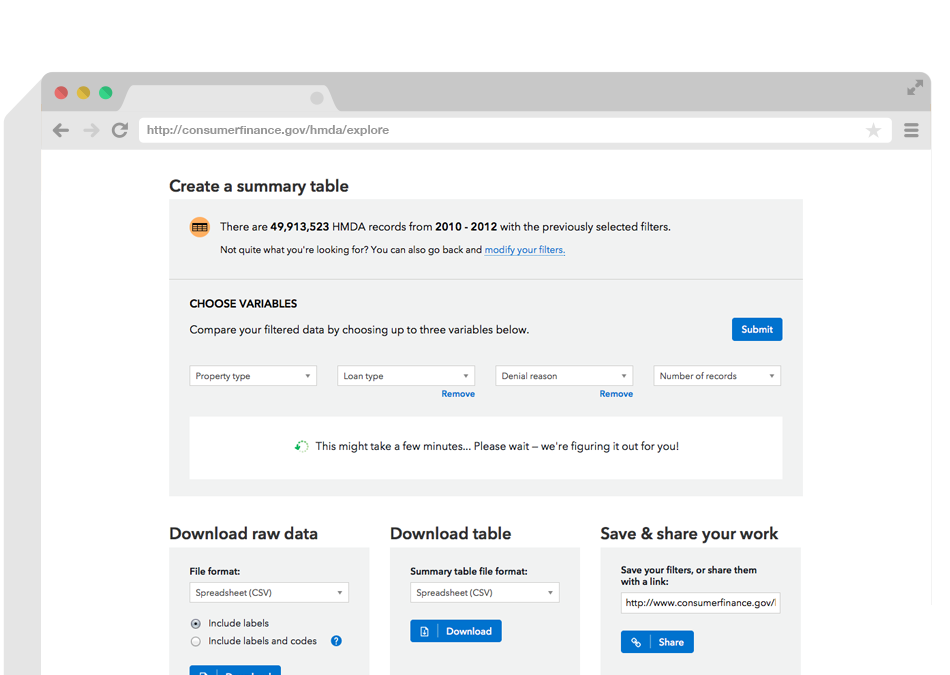 http://consumerfinance.gov/hmda/explore
Create a summary table
There are 49,913,523 HMDA records from 2010 - 2012 with the previously selected filters.
Not quite what you're looking for? You can also go back and modify your filters.
CHOOSE VARIABLES
Compare your filtered data by choosing up to three variables below.
Submit
Property type
Loan type
Denial reason
Number of records
Remove
Remove
This might take a few minutes... Please wait – we're figuring it out for you!
Download raw data
File format:
Spreadsheet (CSV)
Include labels
Include labels and codes
?
Download
Download table
Summary table file format:
Spreadsheet (CSV)
Download
Save & share your work
Save your filters, or share them
with a link:
http://www.consumerfinance.gov/
Share